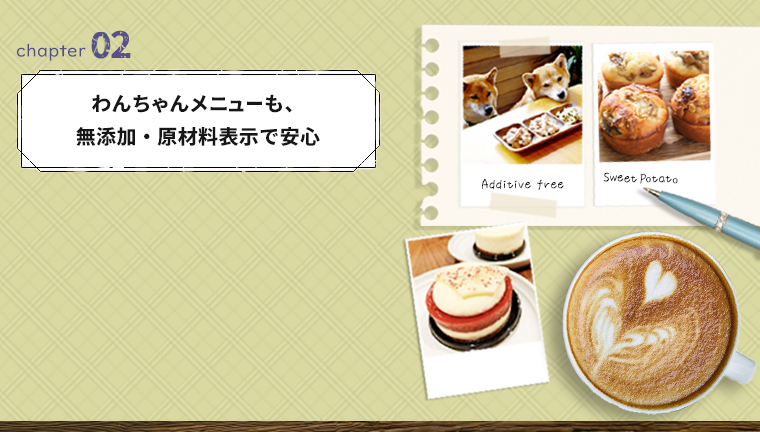 chapter 02
わんちゃんメニューも、
無添加・原材料表示で安心
Additive free
Sweet Potato